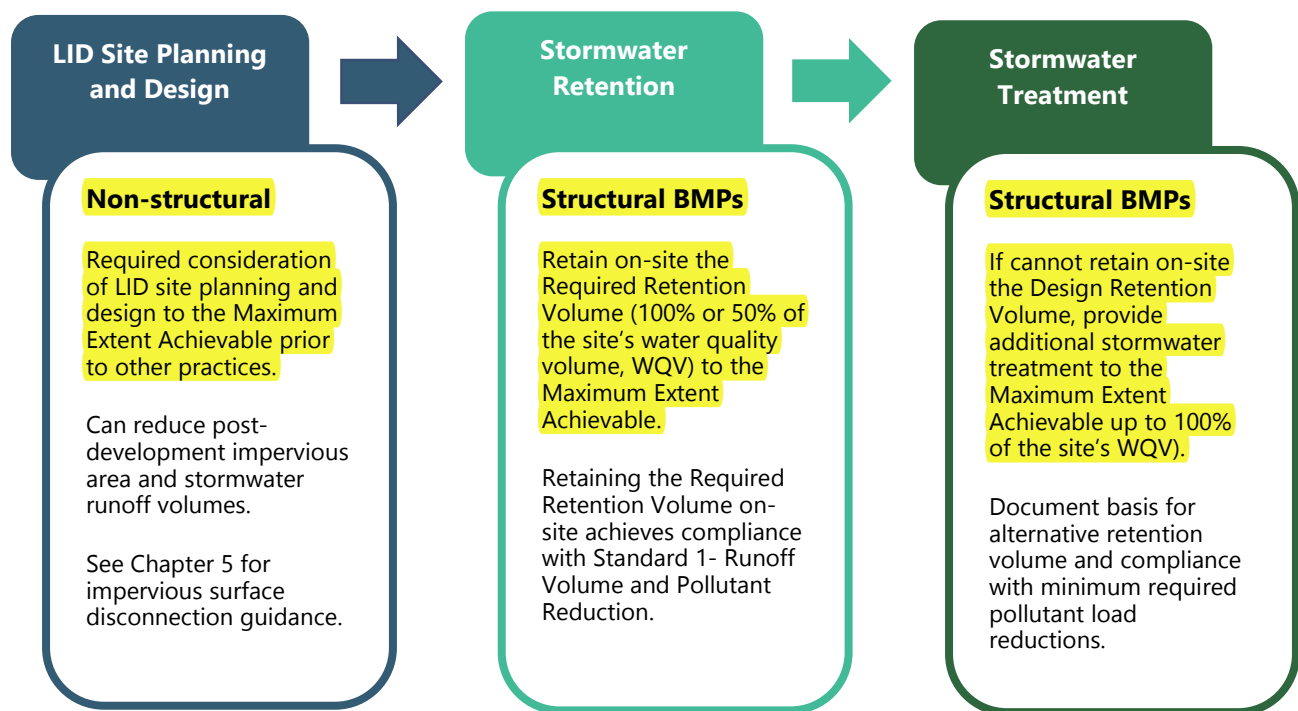 LID Site Planning
and Design
Non-structural
Required consideration
of LID site planning and
design to the Maximum
Extent Achievable prior
to other practices.
Can reduce post-
development impervious
area and stormwater
runoff volumes.
See Chapter 5 for
impervious surface
disconnection guidance.
Stormwater
Retention
Structural BMPs
Retain on-site the
Required Retention
Volume (100% or 50% of
the site's water quality
volume, WQV) to the
Maximum Extent
Achievable.
Retaining the Required
Retention Volume on-
site achieves compliance
with Standard 1- Runoff
Volume and Pollutant
Reduction.
Stormwater
Treatment
Structural BMPs
If cannot retain on-site
the Design Retention
Volume, provide
additional stormwater
treatment to the
Maximum Extent
Achievable up to 100%
of the site's WQV).
Document basis for
alternative retention
volume and compliance
with minimum required
pollutant load
reductions.